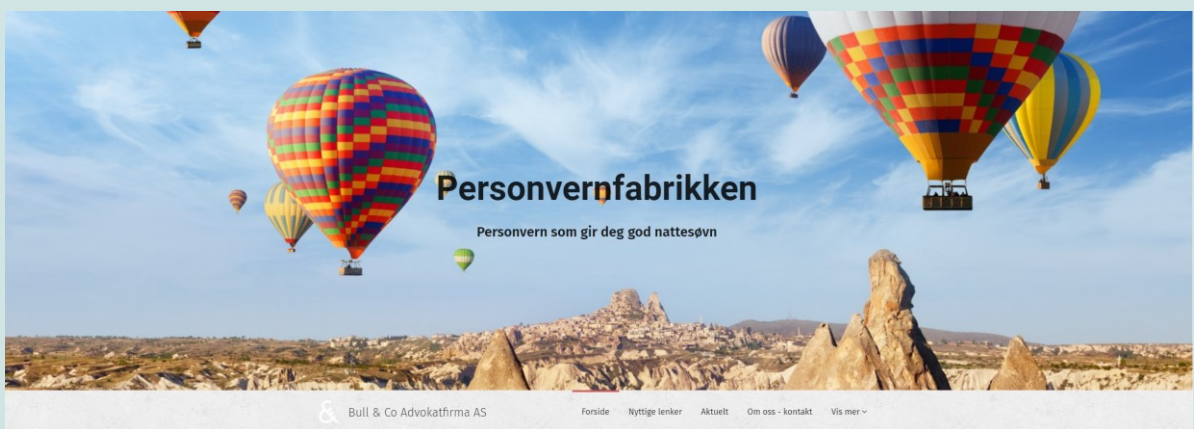 Personvernfabrikken
Personvern som gir deg god nattesøvn
& Bull & Co Advokatfirma AS
Forside Nyttige lenker Aktuelt Om oss - kontakt Vis mer